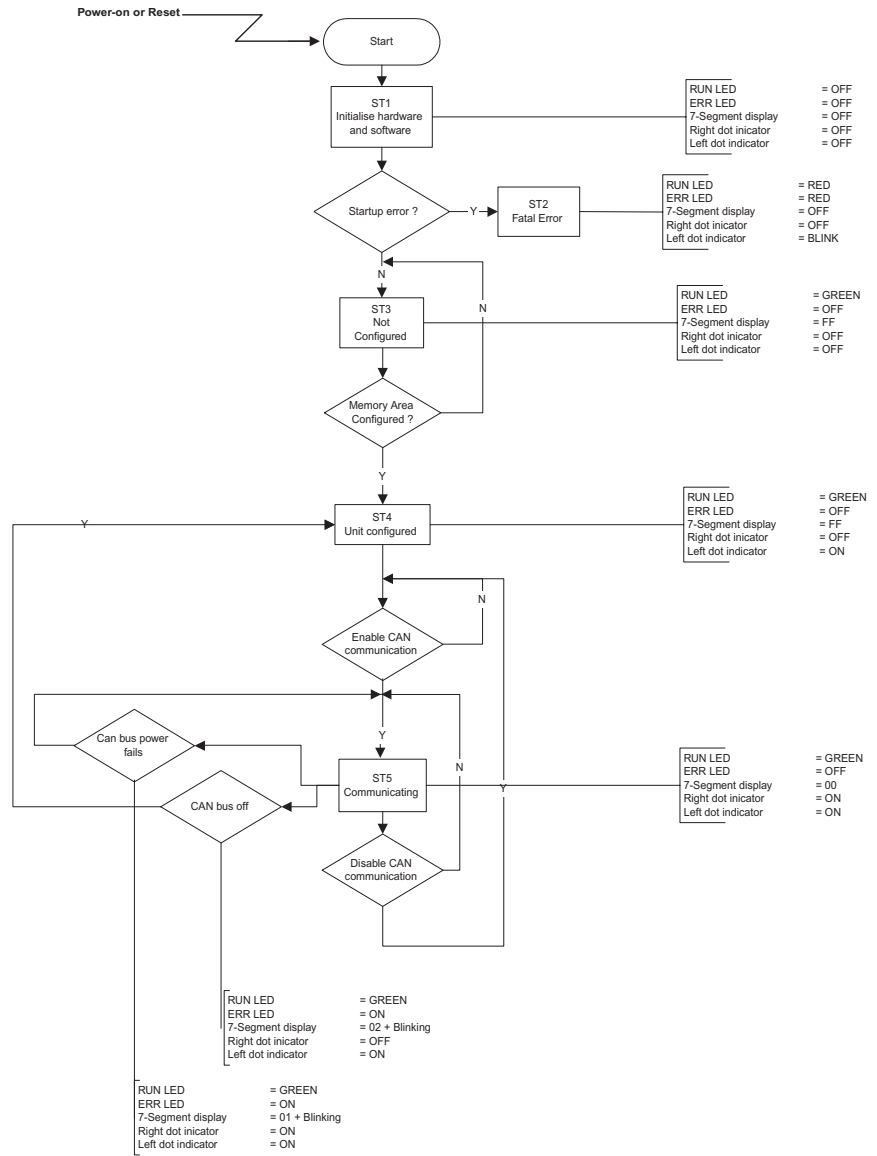 Power-on or Reset
Start
ST1
Initialise hardware
and software
RUN LED = OFF
ERR LED = OFF
7-Segment display = OFF
Right dot inicator = OFF
Left dot indicator = OFF
Startup error ?
Y
ST2
Fatal Error
RUN LED = RED
ERR LED = RED
7-Segment display = OFF
Right dot inicator = OFF
Left dot indicator = BLINK
N
N
ST3
Not
Configured
RUN LED = GREEN
ERR LED = OFF
7-Segment display = FF
Right dot inicator = OFF
Left dot indicator = OFF
Memory Area
Configured ?
Y
Y
ST4
Unit configured
RUN LED = GREEN
ERR LED = OFF
7-Segment display = FF
Right dot inicator = OFF
Left dot indicator = ON
N
Enable CAN
communication
Can bus power
fails
Y
N
ST5
Communicating
Y
RUN LED = GREEN
ERR LED = OFF
7-Segment display = 00
Right dot inicator = ON
Left dot indicator = ON
CAN bus off
Disable CAN
communication
RUN LED = GREEN
ERR LED = ON
7-Segment display = 02 + Blinking
Right dot inicator = OFF
Left dot indicator = ON
RUN LED = GREEN
ERR LED = ON
7-Segment display = 01 + Blinking
Right dot inicator = ON
Left dot indicator = ON